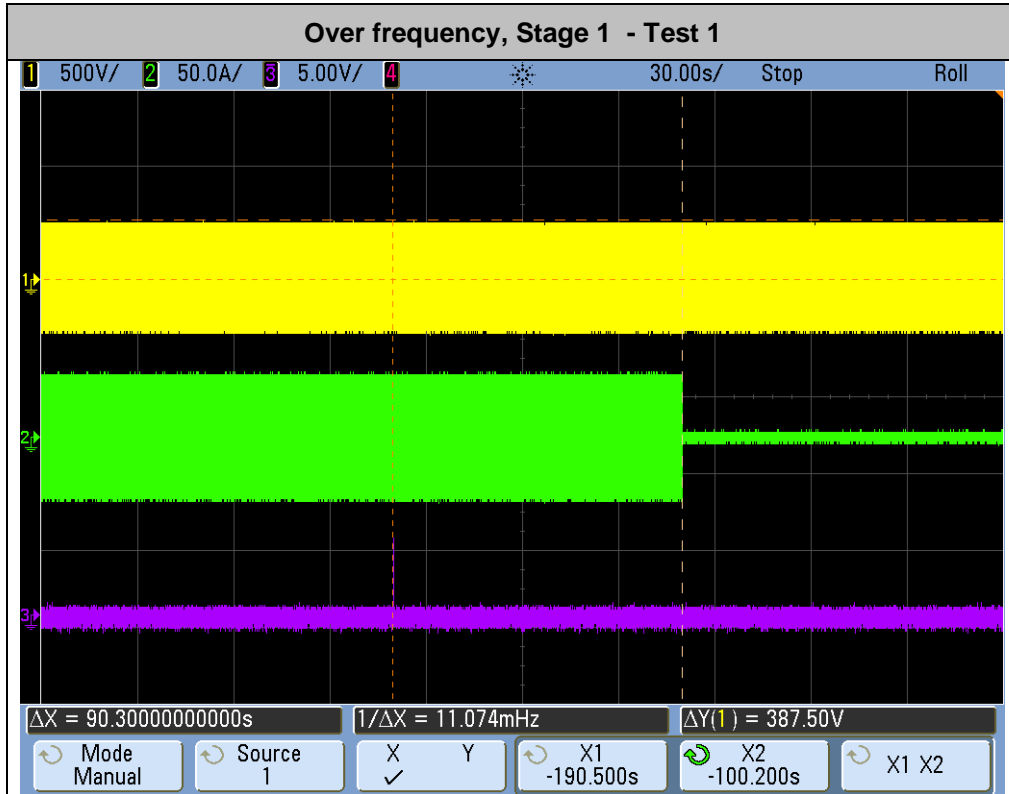 Over frequency, Stage 1 - Test 1
1 500V/ 2 50.0A/ 3 5.00V/ 4 30.00s/ Stop Roll
1
2
3
ΔX = 90.30000000000s 1/ΔX = 11.074mHz ΔY(1) = 387.50V
Mode Source X Y X1 X2 X1 X2
Manual 1 ✓ -190.500s -100.200s